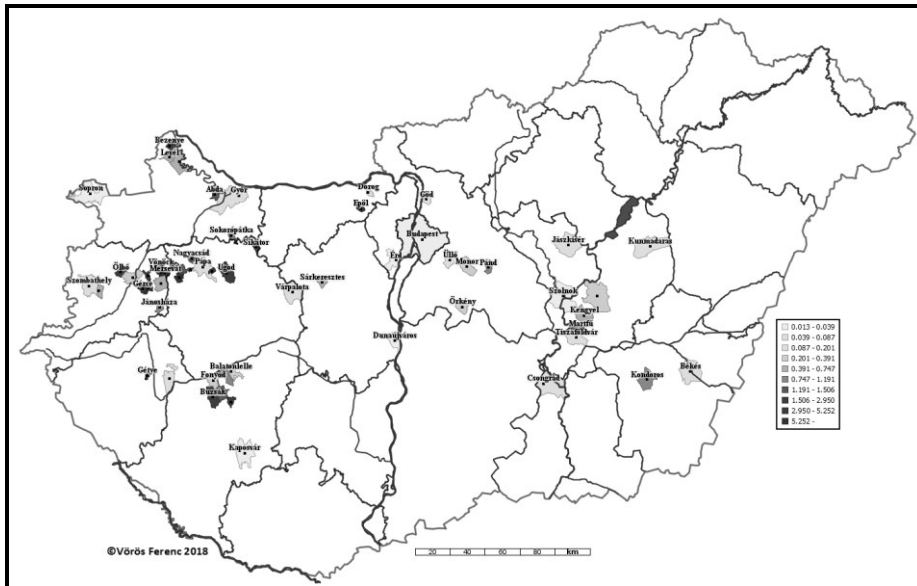 Bezenye
Levél
Sopron
Abda
Győr
Dorog
Epöl
Göd
Sokorópátka
Sikátor
Budapest
Jászkisér
Kunmadaras
Nagyacsád
Pápa
Vönöck
Mersevát
Ölbő
Ugod
Gérce
Szombathely
Jánosháza
Érd
Üllő
Monor
Pánd
Sárkeresztes
Várpalota
Szolnok
Örkény
Kengyel
Martfű
Tiszaföldvár
Dunaújváros
Balatonlelle
Fonyód
Buzsák
Gétye
Csongrád
Kondoros
Békés
Kaposvár
0.013 - 0.039
0.039 - 0.087
0.087 - 0.201
0.201 - 0.391
0.391 - 0.747
0.747 - 1.191
1.191 - 1.506
1.506 - 2.950
2.950 - 5.252
5.252 -
©Vörös Ferenc 2018
20 40 60 80 km